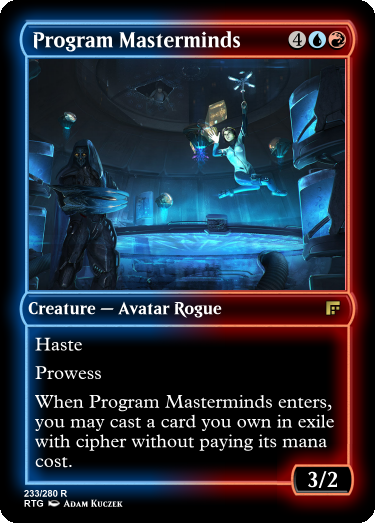 Program Masterminds 4
Creature — Avatar Rogue
Haste
Prowess
When Program Masterminds enters,
you may cast a card you own in exile
with cipher without paying its mana
cost.
3/2
233/280 R
RTG Adam Kuczek